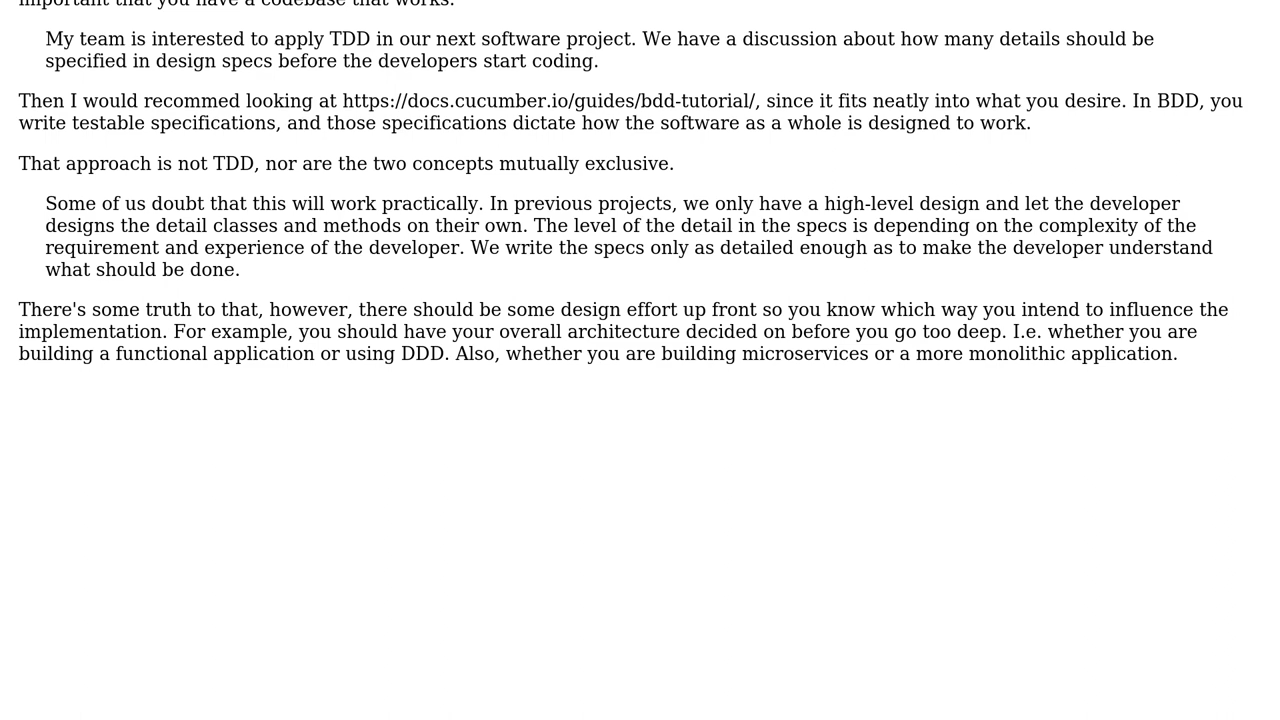 important that you have a codebase that works.
My team is interested to apply TDD in our next software project. We have a discussion about how many details should be
specified in design specs before the developers start coding.
Then I would recommed looking at https://docs.cucumber.io/guides/bdd-tutorial/, since it fits neatly into what you desire. In BDD, you
write testable specifications, and those specifications dictate how the software as a whole is designed to work.
That approach is not TDD, nor are the two concepts mutually exclusive.
Some of us doubt that this will work practically. In previous projects, we only have a high-level design and let the developer
designs the detail classes and methods on their own. The level of the detail in the specs is depending on the complexity of the
requirement and experience of the developer. We write the specs only as detailed enough as to make the developer understand
what should be done.
There's some truth to that, however, there should be some design effort up front so you know which way you intend to influence the
implementation. For example, you should have your overall architecture decided on before you go too deep. I.e. whether you are
building a functional application or using DDD. Also, whether you are building microservices or a more monolithic application.